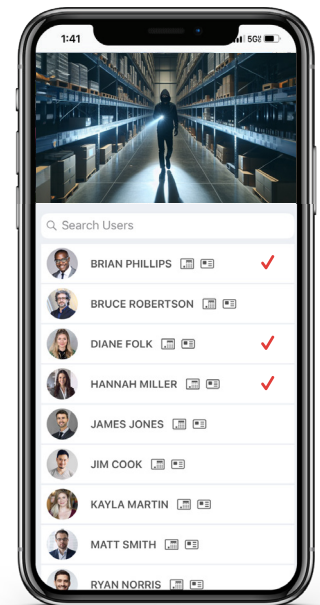 1:41 5G
Search Users
BRIAN PHILLIPS
BRUCE ROBERTSON
DIANE FOLK
HANNAH MILLER
JAMES JONES
JIM COOK
KAYLA MARTIN
MATT SMITH
RYAN NORRIS